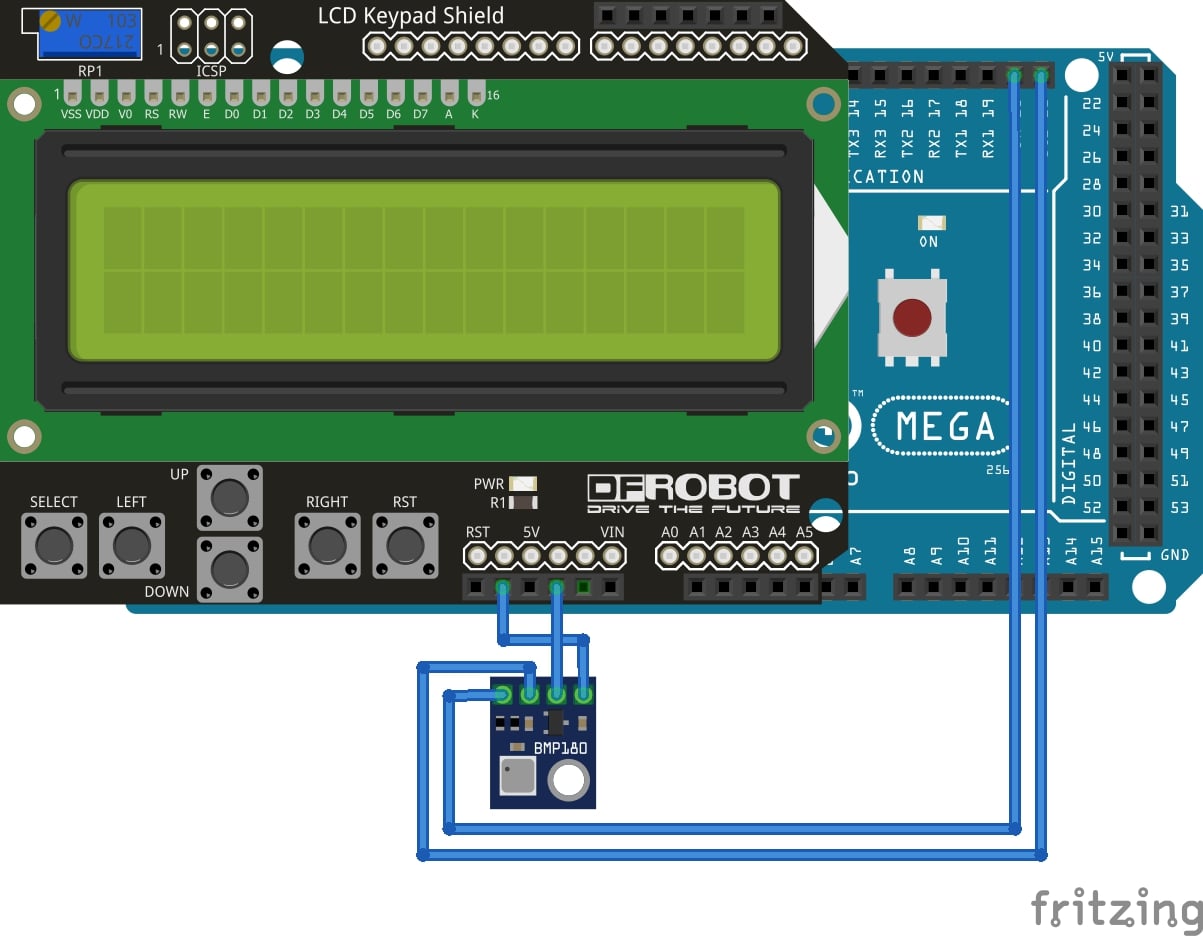 LCD Keypad Shield
W 103
217CO
1
RP1
ICSP
5V
1
16
VSS VDD V0 RS RW E D0 D1 D2 D3 D4 D5 D6 D7 A K
TX3 14
RX3 15
TX2 16
RX2 17
TX1 18
RX1 19
ICATION
22
24
26
28
30 31
32 33
34 35
36 37
38 39
40 41
42 43
44 45
46 47
48 49
50 51
52 53
DIGITAL
GND
ON
TM
MEGA
256
O
UP
SELECT LEFT
RIGHT RST
DOWN
PWR
R1
DFROBOT
DRIVE THE FUTURE
RST 5V VIN
A0 A1 A2 A3 A4 A5
A7 A8 A9 A10 A11 A14 A15
BMP180
fritzing